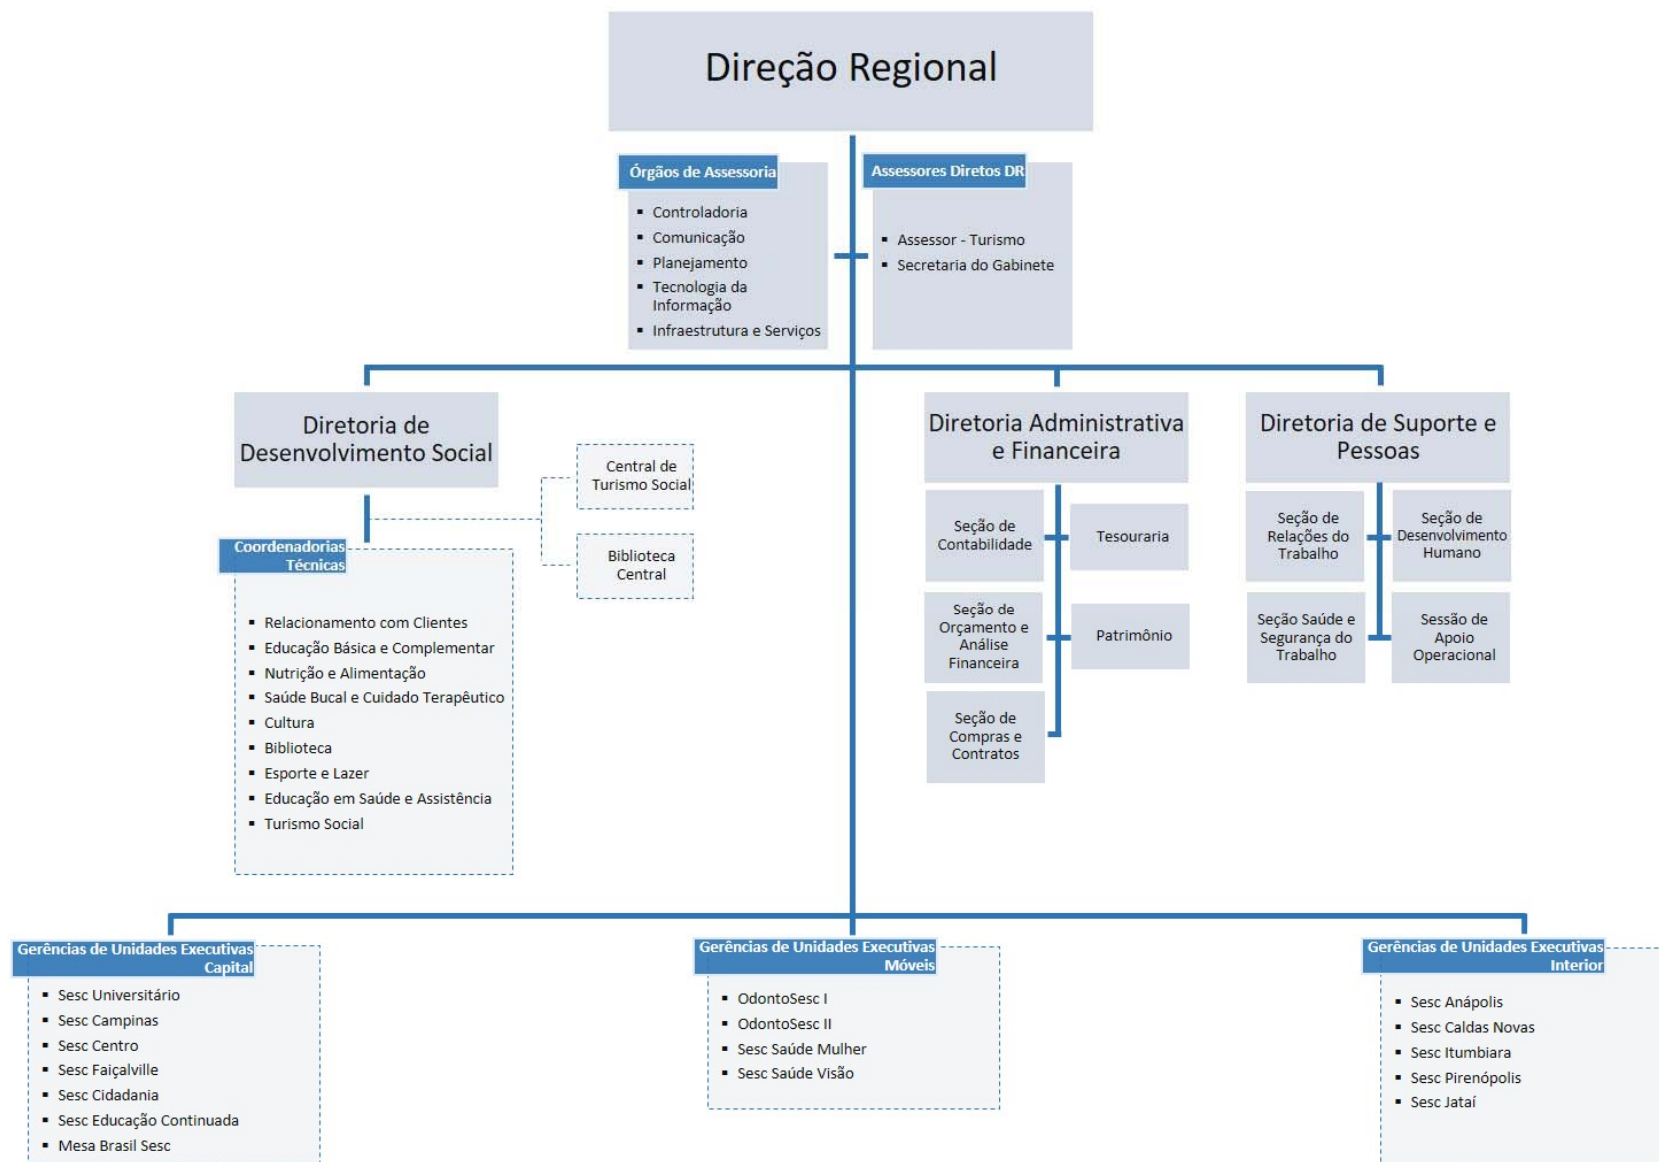 Direção Regional
Órgãos de Assessoria
Controladoria
Comunicação
Planejamento
Tecnologia da
Informação
Infraestrutura e Serviços
Assessores Diretos DR
Assessor - Turismo
Secretaria do Gabinete
Diretoria de
Desenvolvimento Social
Central de
Turismo Social
Biblioteca
Central
Coordenadorias
Técnicas
Relacionamento com Clientes
Educação Básica e Complementar
Nutrição e Alimentação
Saúde Bucal e Cuidado Terapêutico
Cultura
Biblioteca
Esporte e Lazer
Educação em Saúde e Assistência
Turismo Social
Diretoria Administrativa
e Financeira
Seção de
Contabilidade
Tesouraria
Seção de
Orçamento e
Análise
Financeira
Patrimônio
Seção de
Compras e
Contratos
Diretoria de Suporte e
Pessoas
Seção de
Relações do
Trabalho
Seção de
Desenvolvimento
Humano
Seção Saúde e
Segurança do
Trabalho
Sessão de
Apoio
Operacional
Gerências de Unidades Executivas
Capital
Sesc Universitário
Sesc Campinas
Sesc Centro
Sesc Faiçalville
Sesc Cidadania
Sesc Educação Continuada
Mesa Brasil Sesc
Gerências de Unidades Executivas
Móveis
OdontoSesc I
OdontoSesc II
Sesc Saúde Mulher
Sesc Saúde Visão
Gerências de Unidades Executivas
Interior
Sesc Anápolis
Sesc Caldas Novas
Sesc Itumbiara
Sesc Pirenópolis
Sesc Jataí